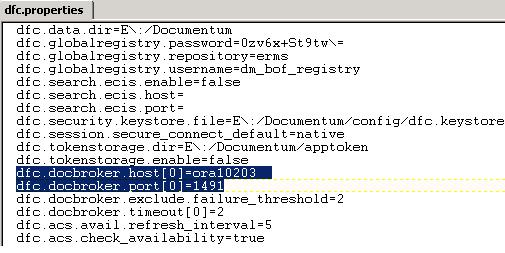 dfc.properties
dfc.data.dir=E\:/Documentum
dfc.globalregistry.password=0zv6x+St9tw\=
dfc.globalregistry.repository=erms
dfc.globalregistry.username=dm_bof_registry
dfc.search.ecis.enable=false
dfc.search.ecis.host=
dfc.search.ecis.port=
dfc.security.keystore.file=E\:/Documentum/config/dfc.keystore
dfc.session.secure_connect_default=native
dfc.tokenstorage.dir=E\:/Documentum/apptoken
dfc.tokenstorage.enable=false
dfc.docbroker.host[0]=ora10203
dfc.docbroker.port[0]=1491
dfc.docbroker.exclude.failure_threshold=2
dfc.docbroker.timeout[0]=2
dfc.acs.avail.refresh_interval=5
dfc.acs.check_availability=true